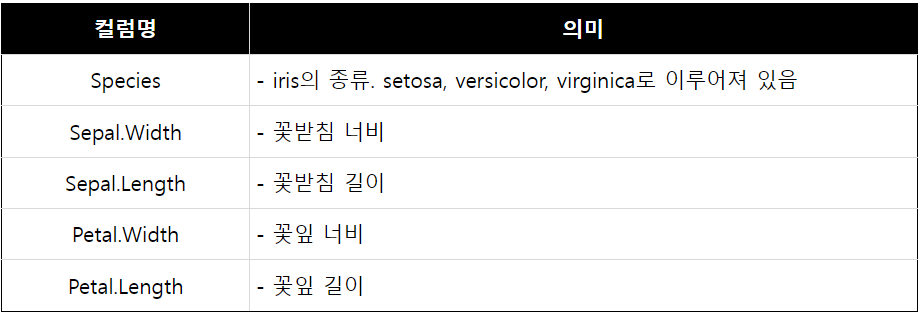 컬럼명 의미
Species - iris의 종류. setosa, versicolor, virginica로 이루어져 있음
Sepal.Width - 꽃받침 너비
Sepal.Length - 꽃받침 길이
Petal.Width - 꽃잎 너비
Petal.Length - 꽃잎 길이